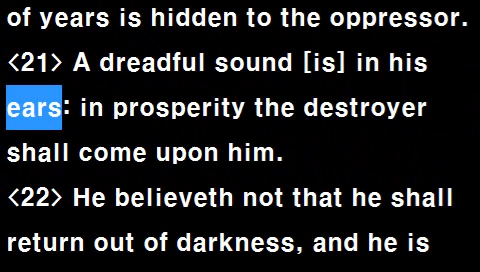 of years is hidden to the oppressor.
<21> A dreadful sound [is] in his
ears: in prosperity the destroyer
shall come upon him.
<22> He believeth not that he shall
return out of darkness, and he is